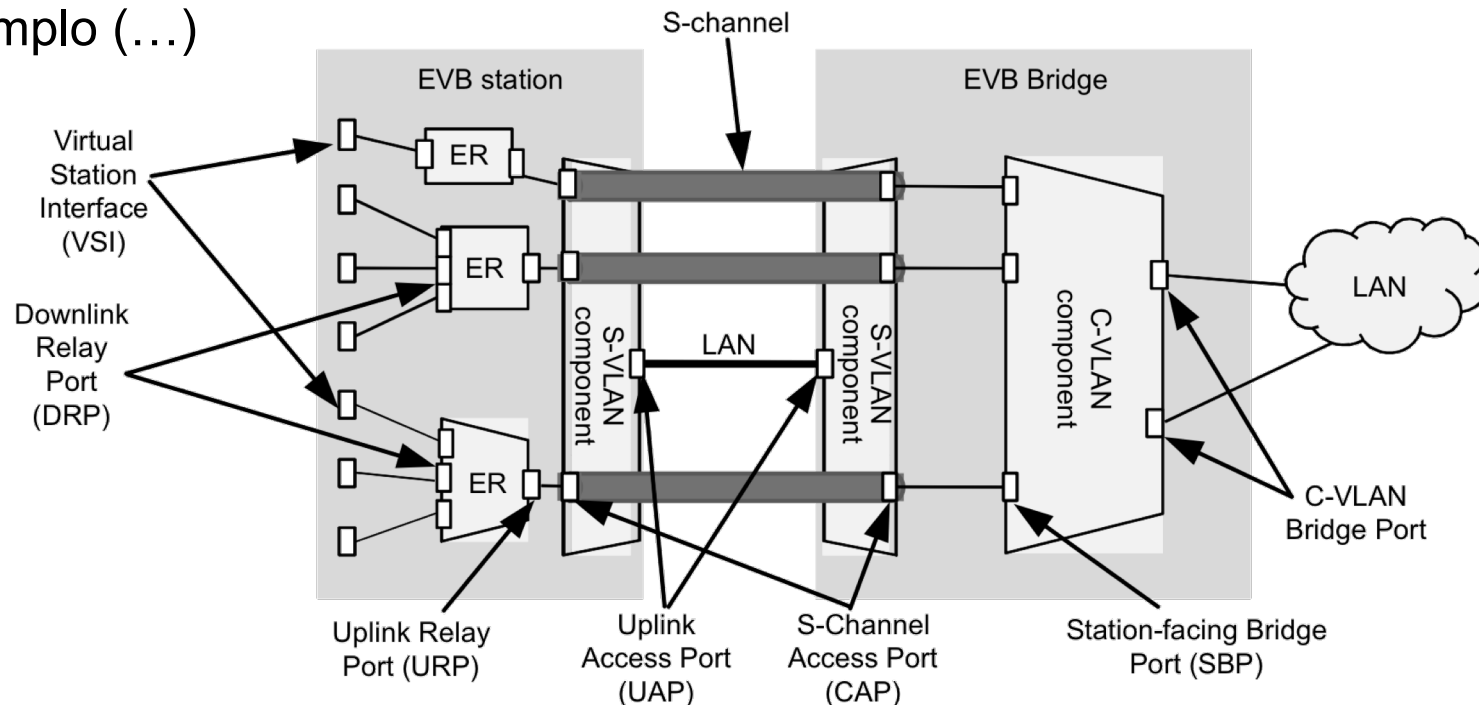 mplo (…)
S-channel
EVB station
EVB Bridge
Virtual
Station
Interface
(VSI)
ER
ER
Downlink
Relay
Port
(DRP)
ER
S-VLAN
component
LAN
S-VLAN
component
C-VLAN
component
LAN
C-VLAN
Bridge Port
Uplink Relay
Port (URP)
Uplink
Access Port
(UAP)
S-Channel
Access Port
(CAP)
Station-facing Bridge
Port (SBP)